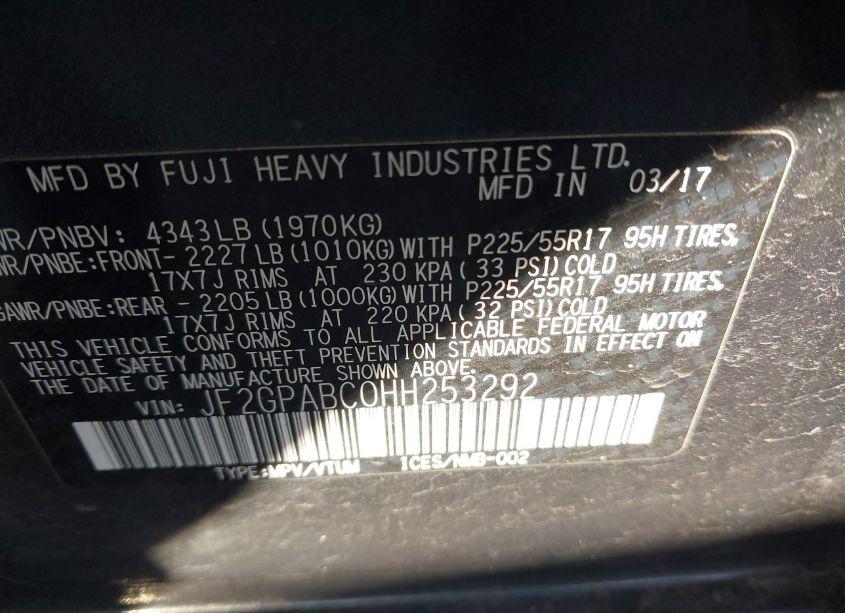 MFD BY FUJI HEAVY INDUSTRIES LTD.
MFD IN 03/17
WR/PNBV: 4343LB (1970KG)
WR/PNBE:FRONT- 2227 LB (1010KG) WITH P225/55R17 95H TIRES,
17X7J RIMS AT 230 KPA( 33 PSI) COLD
GAWR/PNBE:REAR - 2205 LB (1000KG) WITH P225/55R17 95H TIRES,
17X7J RIMS AT 220 KPA( 32 PSI) COLD
THIS VEHICLE CONFORMS TO ALL APPLICABLE FEDERAL MOTOR
VEHICLE SAFETY AND THEFT PREVENTION STANDARDS IN EFFECT ON
THE DATE OF MANUFACTURE SHOWN ABOVE.
VIN: JF2GPABC0HH253292
TYPE:MPV/VTUM ICES/NMB-002